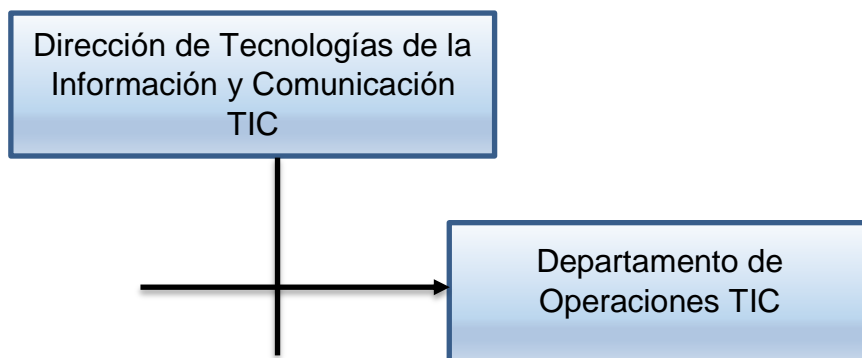 Dirección de Tecnologías de la
Información y Comunicación
TIC
Departamento de
Operaciones TIC